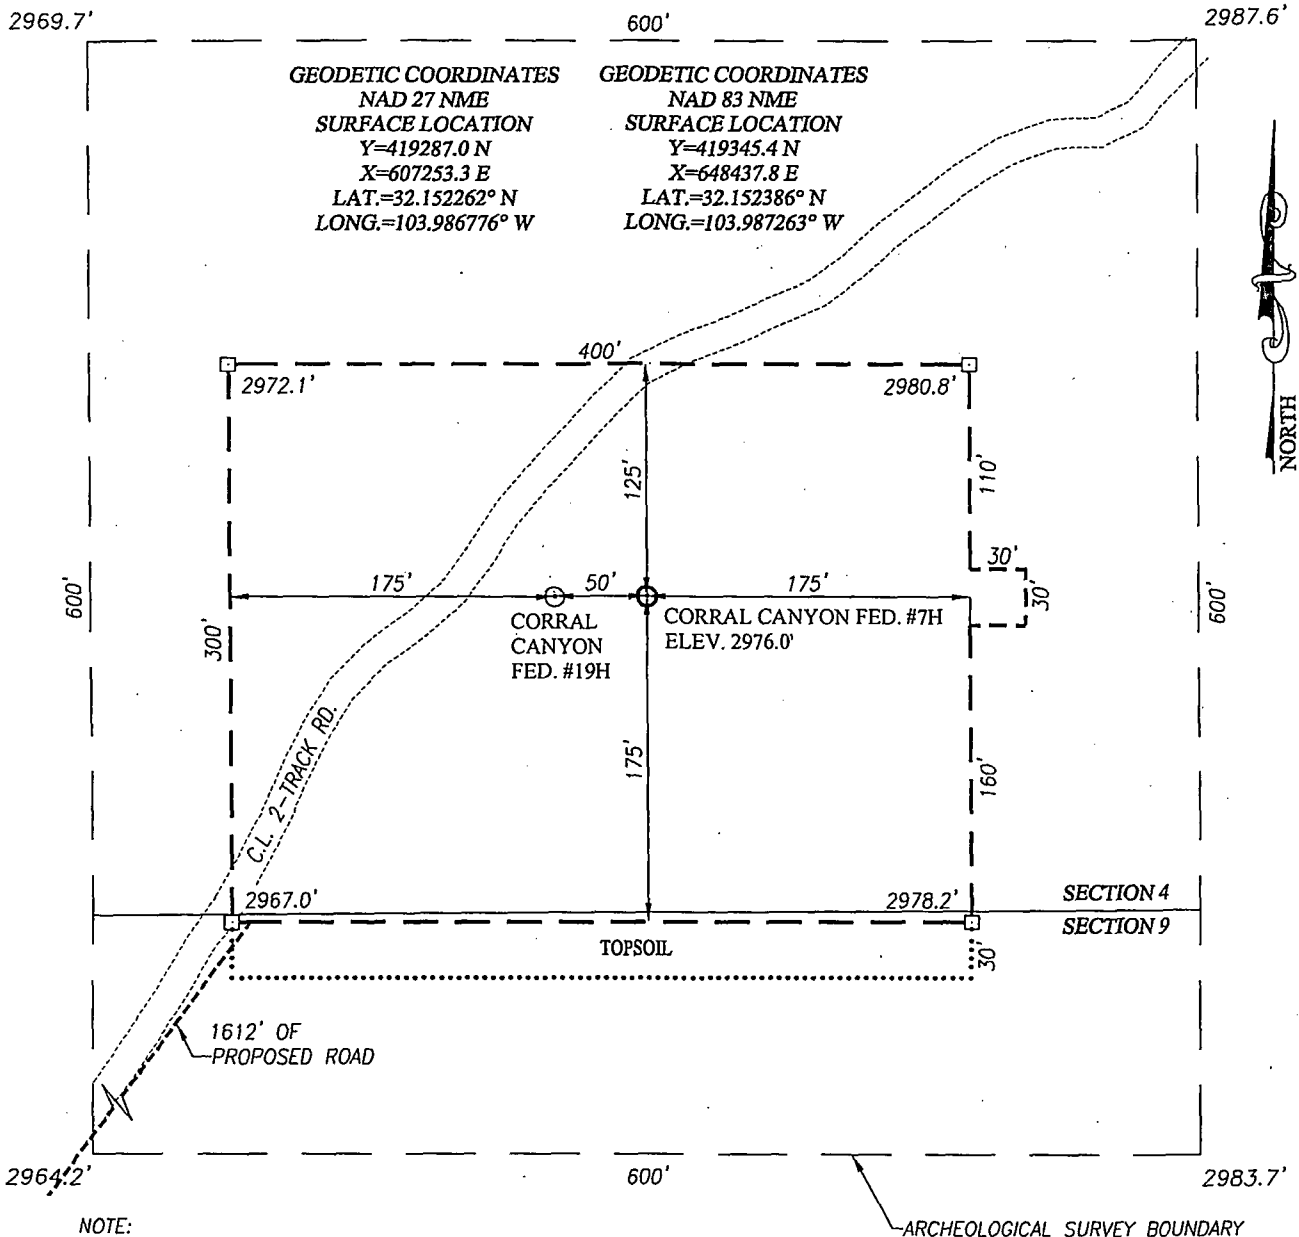 2969.7'
600'
2987.6'
GEODETIC COORDINATES
NAD 27 NME
SURFACE LOCATION
Y=419287.0 N
X=607253.3 E
LAT.=32.152262° N
LONG.=103.986776° W
GEODETIC COORDINATES
NAD 83 NME
SURFACE LOCATION
Y=419345.4 N
X=648437.8 E
LAT.=32.152386° N
LONG.=103.987263° W
NORTH
400'
2972.1'
2980.8'
125'
110'
600'
300'
175'
50'
175'
30'
30'
600'
CORRAL
CANYON
FED. #19H
CORRAL CANYON FED. #7H
ELEV. 2976.0'
175'
160'
C.L. 2-TRACK RD.
2967.0'
2978.2'
SECTION 4
SECTION 9
TOPSOIL
30'
1612' OF
PROPOSED ROAD
2964.2'
600'
2983.7'
NOTE:
ARCHEOLOGICAL SURVEY BOUNDARY